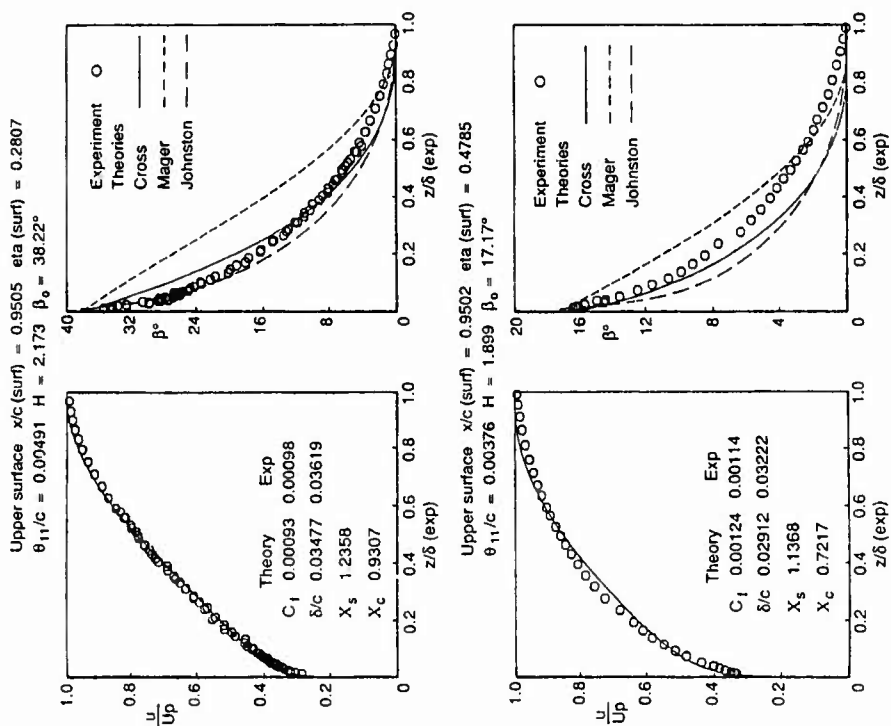 Upper surface x/c (surf) = 0.9505 eta (surf) = 0.2807
θ₁₁/c = 0.00491 H = 2.173 β₀ = 38.22°
1.0
0.8
u/Up
0.6
0.4
0.2
0
0.2
0.4
0.6
0.8
1.0
z/δ (exp)
Theory Exp
C_f 0.00093 0.00098
δ/c 0.03477 0.03619
X_s 1.2358
X_c 0.9307
40
β°
32
24
16
8
0
0.2
0.4
0.6
0.8
1.0
z/δ (exp)
Experiment
Theories
Cross
Mager
Johnston
Upper surface x/c (surf) = 0.9502 eta (surf) = 0.4785
θ₁₁/c = 0.00376 H = 1.899 β₀ = 17.17°
1.0
0.8
u/Up
0.6
0.4
0.2
0
0.2
0.4
0.6
0.8
1.0
z/δ (exp)
Theory Exp
C_f 0.00124 0.00114
δ/c 0.02912 0.03222
X_s 1.1368
X_c 0.7217
20
β°
16
12
8
4
0
0.2
0.4
0.6
0.8
1.0
z/δ (exp)
Experiment
Theories
Cross
Mager
Johnston